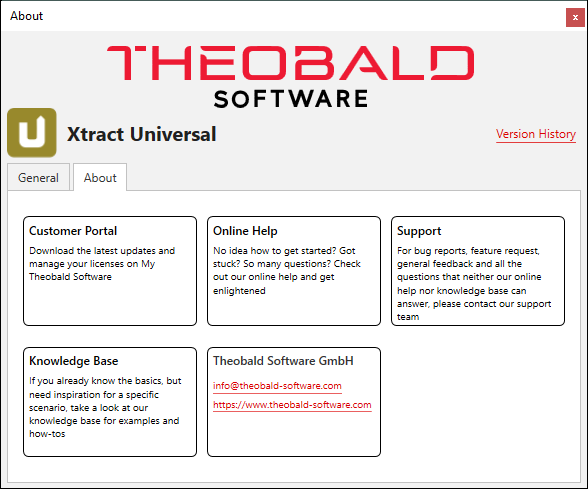 About
x
THEOBALD
SOFTWARE
Xtract Universal
Version History
General
About
Customer Portal
Download the latest updates and
manage your licenses on My
Theobald Software
Online Help
No idea how to get started? Got
stuck? So many questions? Check
out our online help and get
enlightened
Support
For bug reports, feature request,
general feedback and all the
questions that neither our online
help nor knowledge base can
answer, please contact our support
team
Knowledge Base
If you already know the basics, but
need inspiration for a specific
scenario, take a look at our
knowledge base for examples and
how-tos
Theobald Software GmbH
info@theobald-software.com
https://www.theobald-software.com